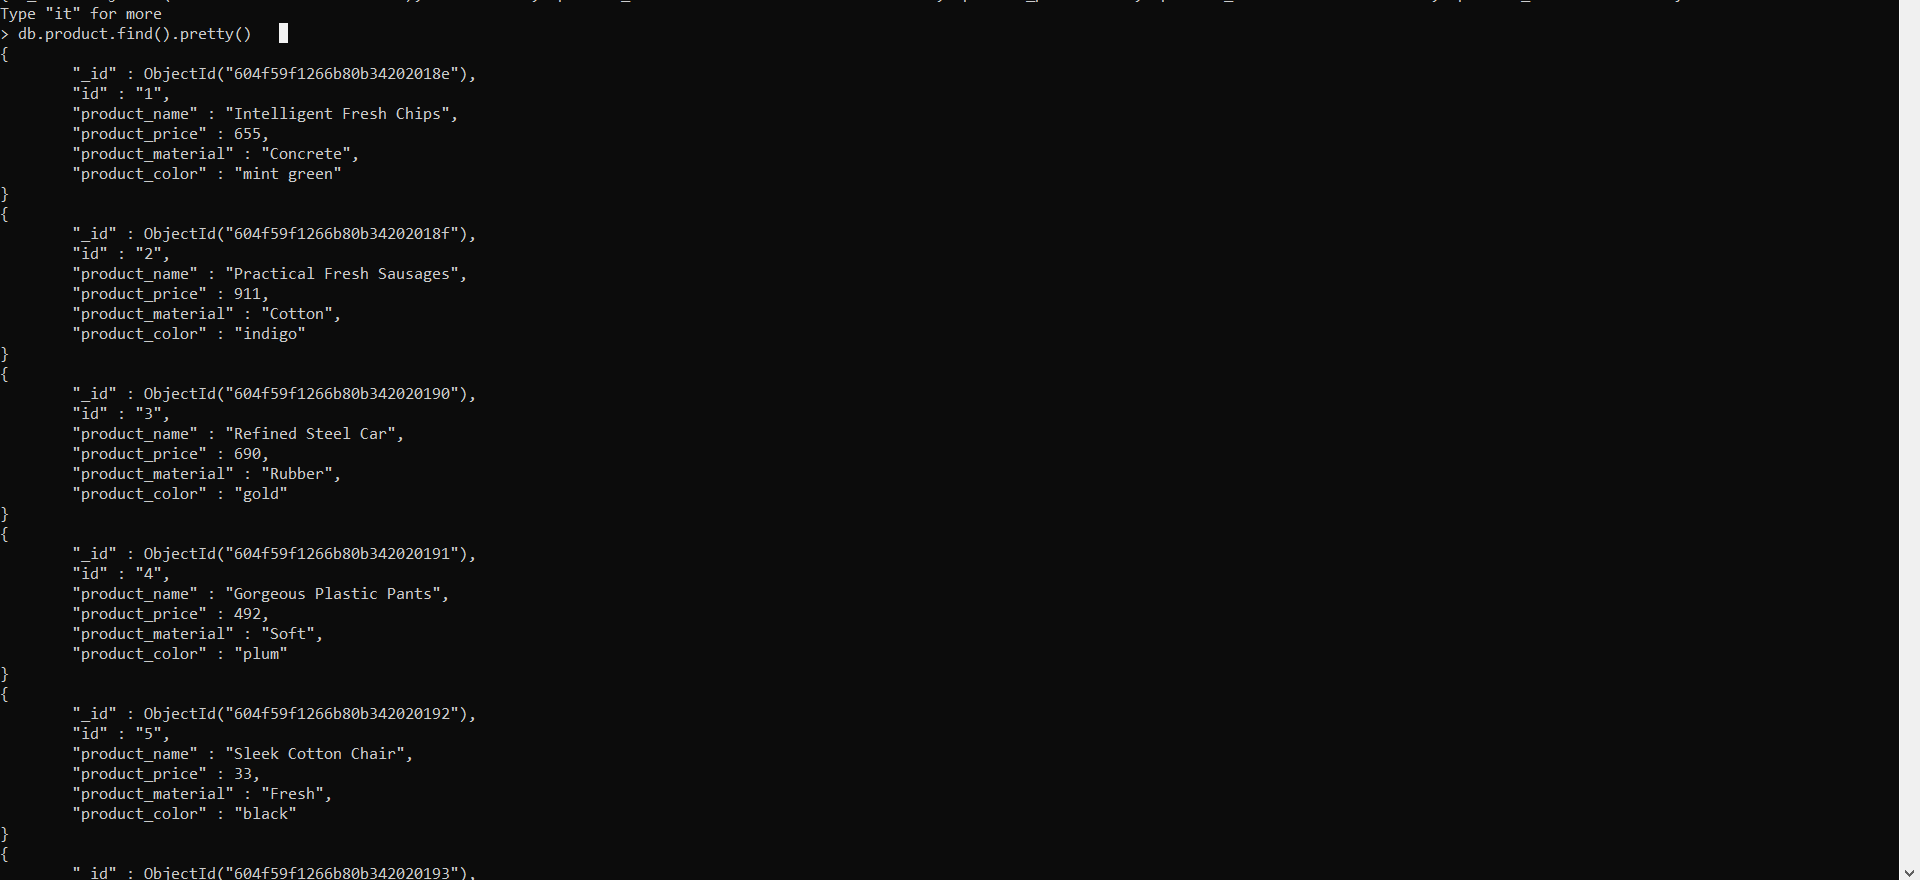 Type "it" for more
> db.product.find().pretty()
{
        "_id" : ObjectId("604f59f1266b80b34202018e"),
        "id" : "1",
        "product_name" : "Intelligent Fresh Chips",
        "product_price" : 655,
        "product_material" : "Concrete",
        "product_color" : "mint green"
}
{
        "_id" : ObjectId("604f59f1266b80b34202018f"),
        "id" : "2",
        "product_name" : "Practical Fresh Sausages",
        "product_price" : 911,
        "product_material" : "Cotton",
        "product_color" : "indigo"
}
{
        "_id" : ObjectId("604f59f1266b80b342020190"),
        "id" : "3",
        "product_name" : "Refined Steel Car",
        "product_price" : 690,
        "product_material" : "Rubber",
        "product_color" : "gold"
}
{
        "_id" : ObjectId("604f59f1266b80b342020191"),
        "id" : "4",
        "product_name" : "Gorgeous Plastic Pants",
        "product_price" : 492,
        "product_material" : "Soft",
        "product_color" : "plum"
}
{
        "_id" : ObjectId("604f59f1266b80b342020192"),
        "id" : "5",
        "product_name" : "Sleek Cotton Chair",
        "product_price" : 33,
        "product_material" : "Fresh",
        "product_color" : "black"
}
{
        "_id" : ObjectId("604f59f1266b80b342020193"),